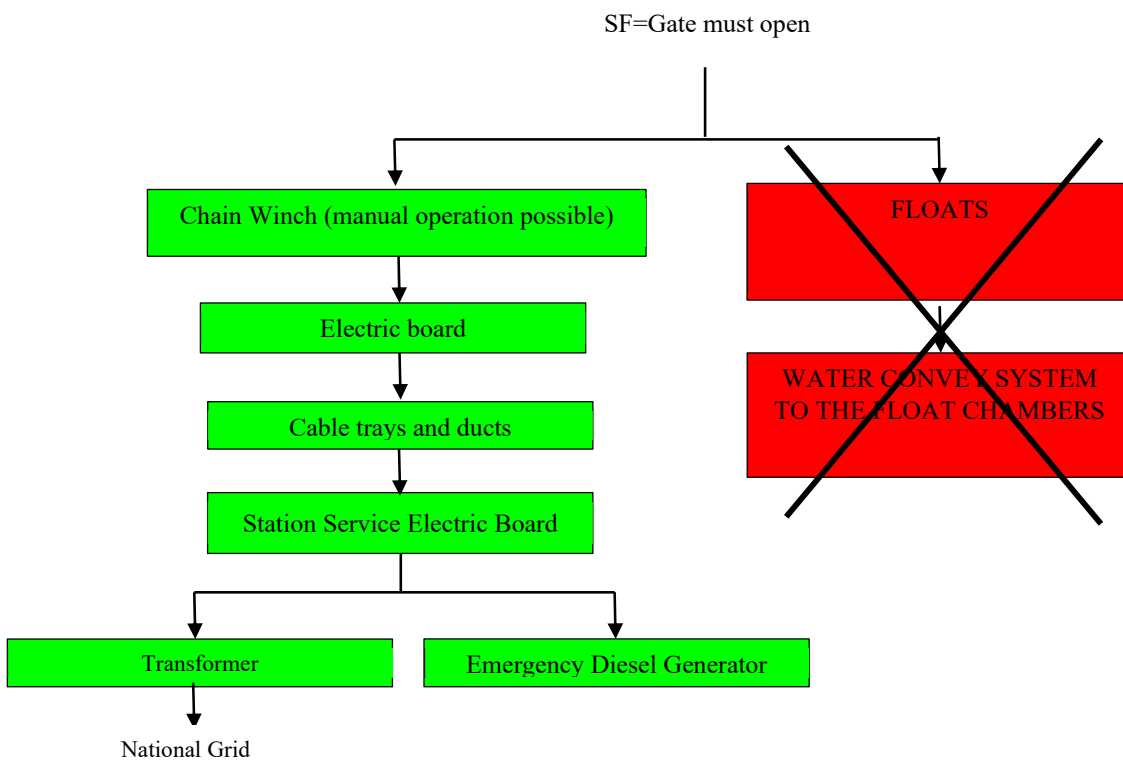 SF=Gate must open
Chain Winch (manual operation possible)
FLOATS
Electric board
WATER CONVEY SYSTEM
TO THE FLOAT CHAMBERS
Cable trays and ducts
Station Service Electric Board
Transformer
Emergency Diesel Generator
National Grid